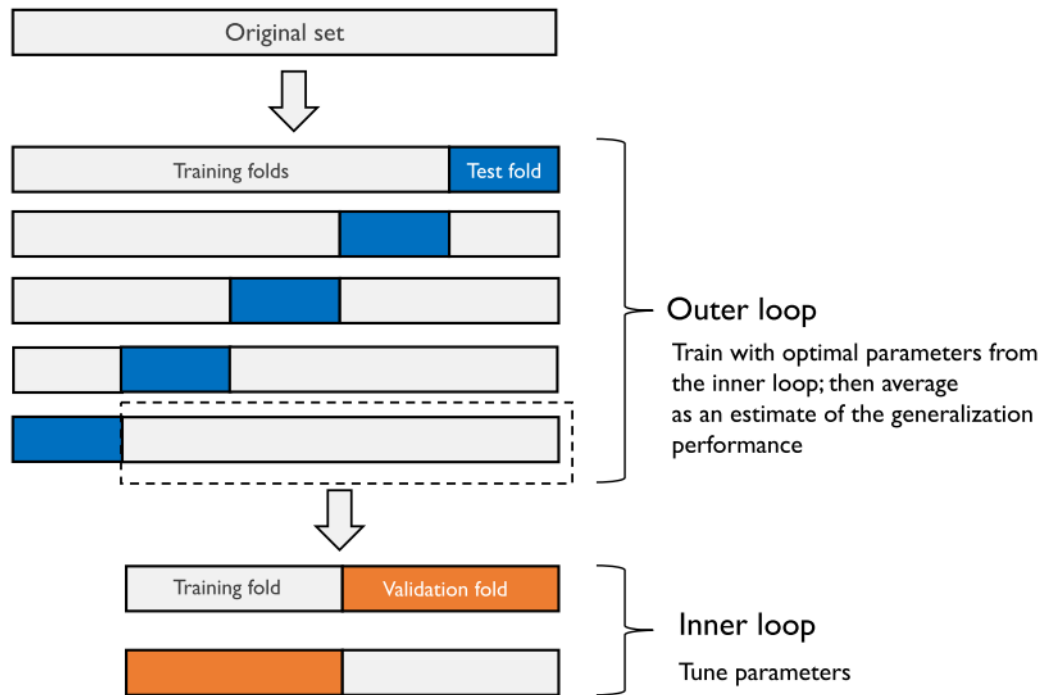 Original set
Training folds
Test fold
Outer loop
Train with optimal parameters from
the inner loop; then average
as an estimate of the generalization
performance
Training fold
Validation fold
Inner loop
Tune parameters